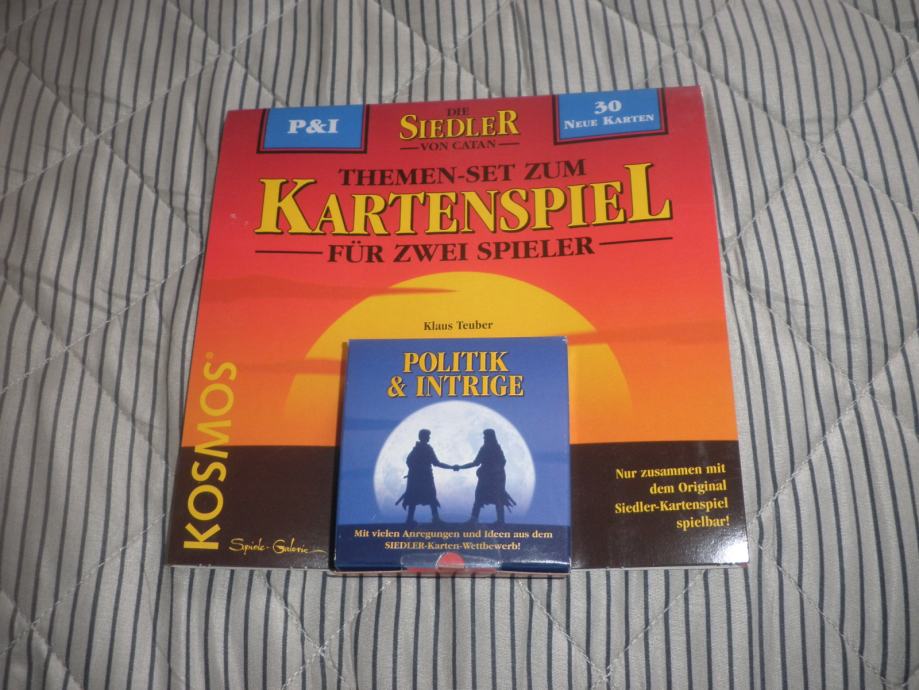 P&I
DIE
SIEDLER
VON CATAN
30
NEUE KARTEN
THEMEN-SET ZUM
KARTENSPIEL
FÜR ZWEI SPIELER
Klaus Teuber
POLITIK
& INTRIGE
Mit vielen Anregungen und Ideen aus dem
SIEDLER-Karten-Wettbewerb!
KOSMOS®
Spiele-Galerie
Nur zusammen mit
dem Original
Siedler-Kartenspiel
spielbar!